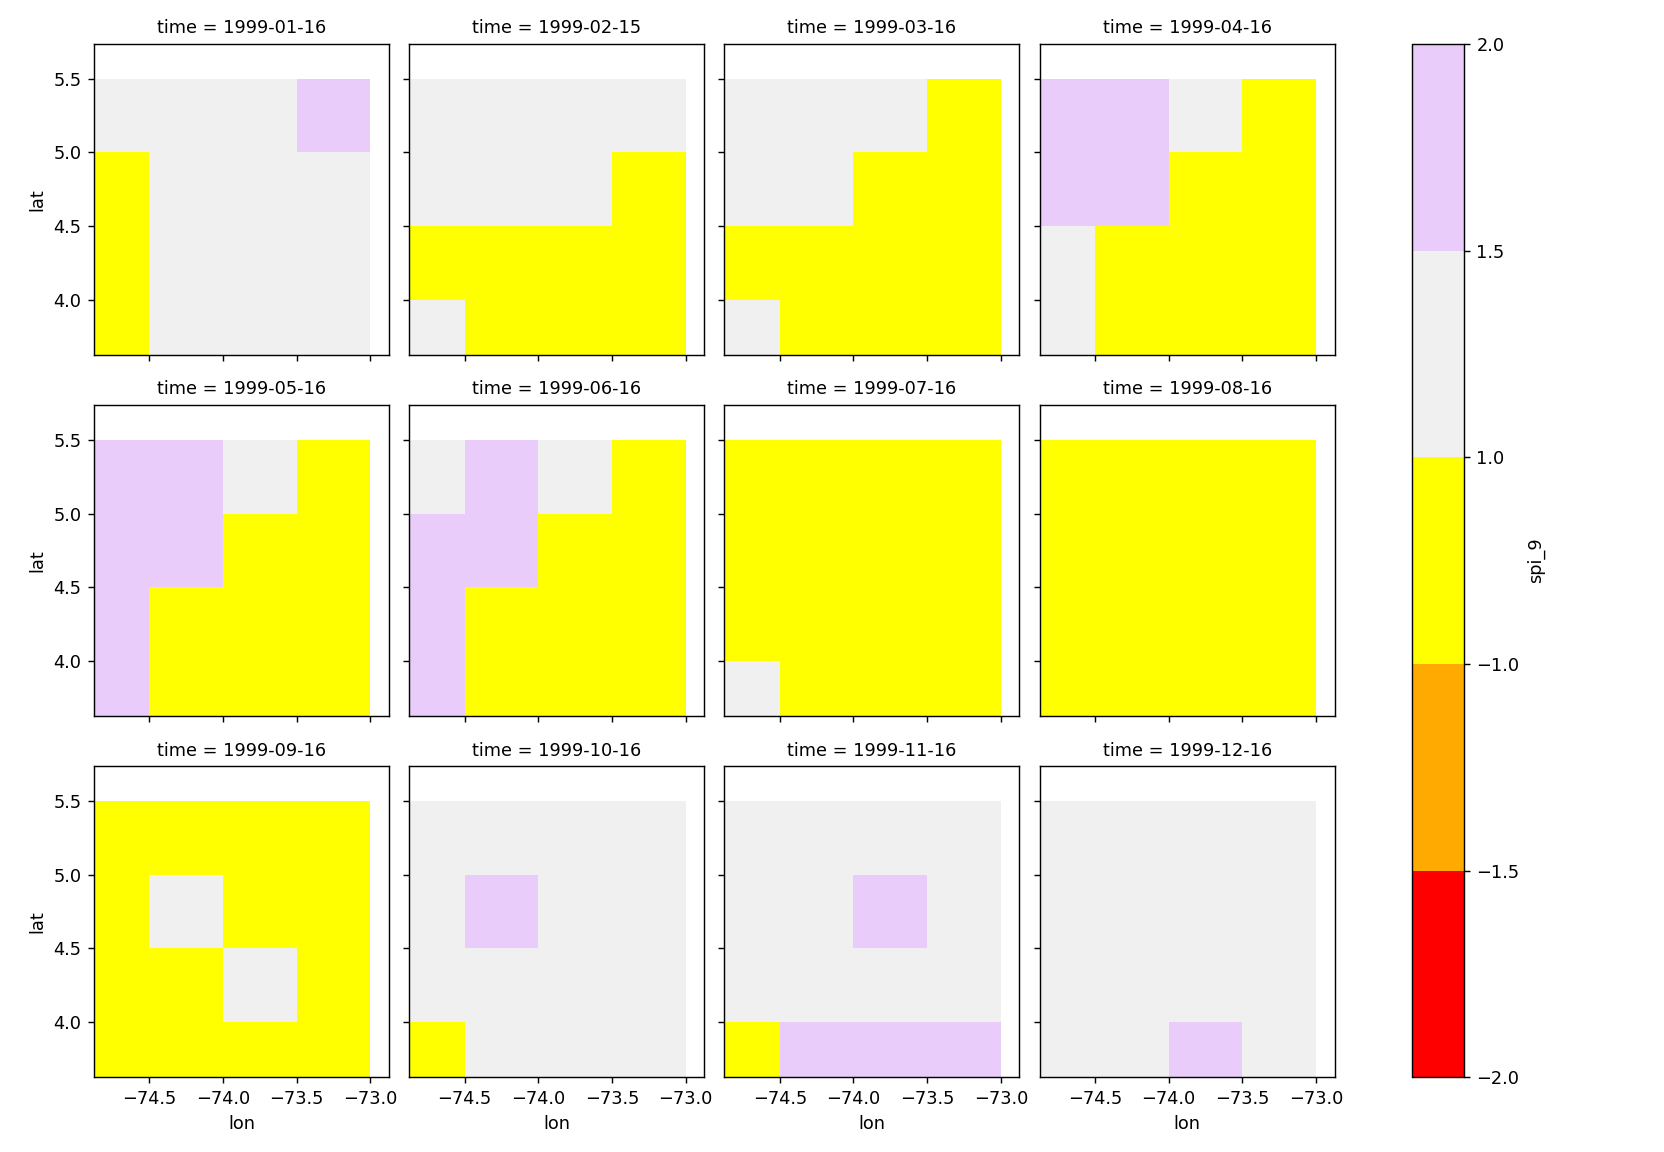 time = 1999-01-16
time = 1999-02-15
time = 1999-03-16
time = 1999-04-16
5.5
5.0
4.5
4.0
lat
time = 1999-05-16
time = 1999-06-16
time = 1999-07-16
time = 1999-08-16
5.5
5.0
4.5
4.0
lat
time = 1999-09-16
time = 1999-10-16
time = 1999-11-16
time = 1999-12-16
5.5
5.0
4.5
4.0
lat
−74.5 −74.0 −73.5 −73.0
lon
−74.5 −74.0 −73.5 −73.0
lon
−74.5 −74.0 −73.5 −73.0
lon
−74.5 −74.0 −73.5 −73.0
lon
2.0
1.5
1.0
−1.0
−1.5
−2.0
spi_9